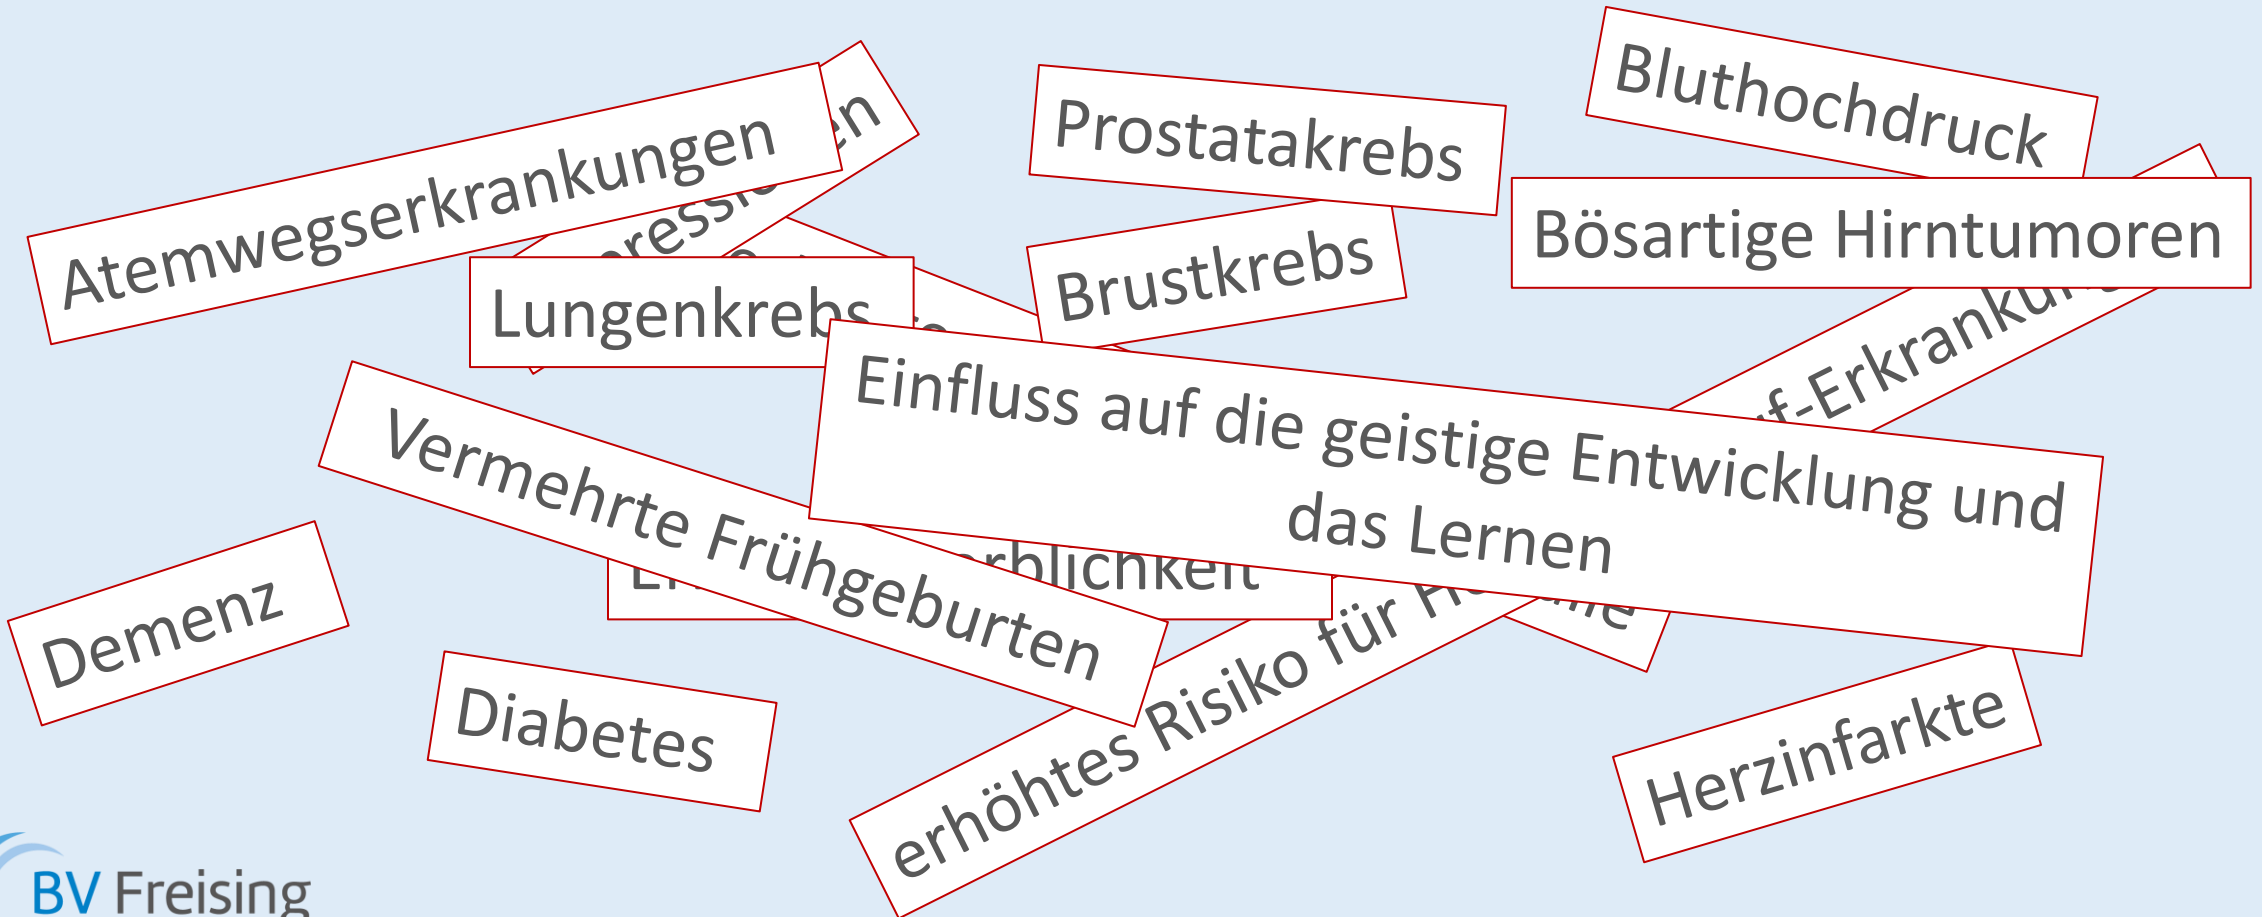 Bluthochdruck
Prostatakrebs
Atemwegserkrankungen
Bösartige Hirntumoren
Brustkrebs
Lungenkrebs
Einfluss auf die geistige Entwicklung und
das Lernen
Vermehrte Frühgeburten
Demenz
Diabetes
erhöhtes Risiko für
Herzinfarkte
BV Freising